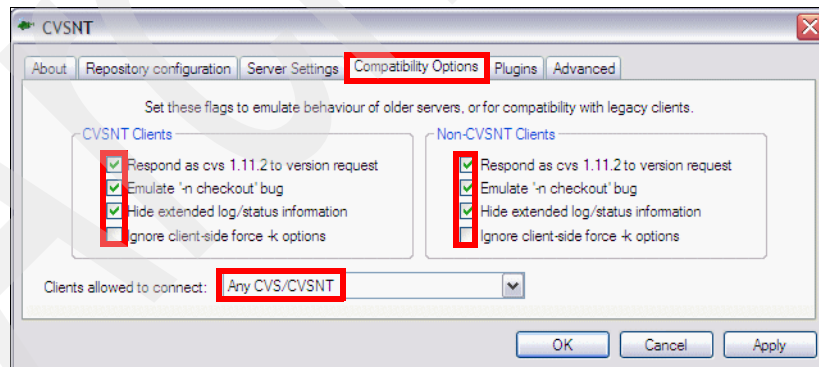 CVSNT
About Repository configuration Server Settings Compatibility Options Plugins Advanced
Set these flags to emulate behaviour of older servers, or for compatibility with legacy clients.
CVSNT Clients
Respond as cvs 1.11.2 to version request
Emulate '-n checkout' bug
Hide extended log/status information
Ignore client-side force -k options
Non-CVSNT Clients
Respond as cvs 1.11.2 to version request
Emulate '-n checkout' bug
Hide extended log/status information
Ignore client-side force -k options
Clients allowed to connect: Any CVS/CVSNT
OK Cancel Apply